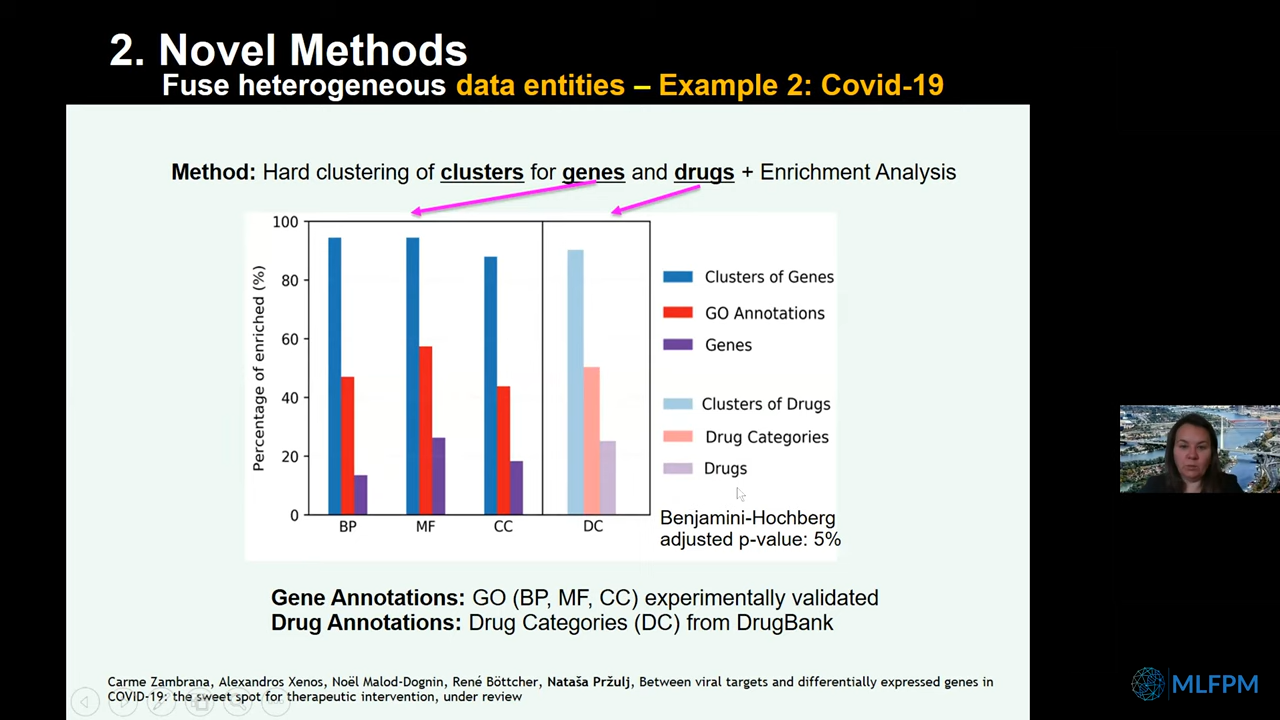 2. Novel Methods
Fuse heterogeneous data entities – Example 2: Covid-19
Method: Hard clustering of clusters for genes and drugs + Enrichment Analysis
Percentage of enriched (%)
100
80
60
40
20
0
BP
MF
CC
DC
Clusters of Genes
GO Annotations
Genes
Clusters of Drugs
Drug Categories
Drugs
Benjamini-Hochberg
adjusted p-value: 5%
Gene Annotations: GO (BP, MF, CC) experimentally validated
Drug Annotations: Drug Categories (DC) from DrugBank
Carme Zambrana, Alexandros Xenos, Noël Malod-Dognin, René Böttcher, Nataša Pržulj, Between viral targets and differentially expressed genes in
COVID-19: the sweet spot for therapeutic intervention, under review
MLFPM